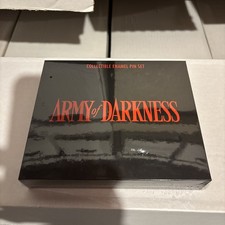 COLLECTIBLE ENAMEL PIN SET
ARMY of DARKNESS